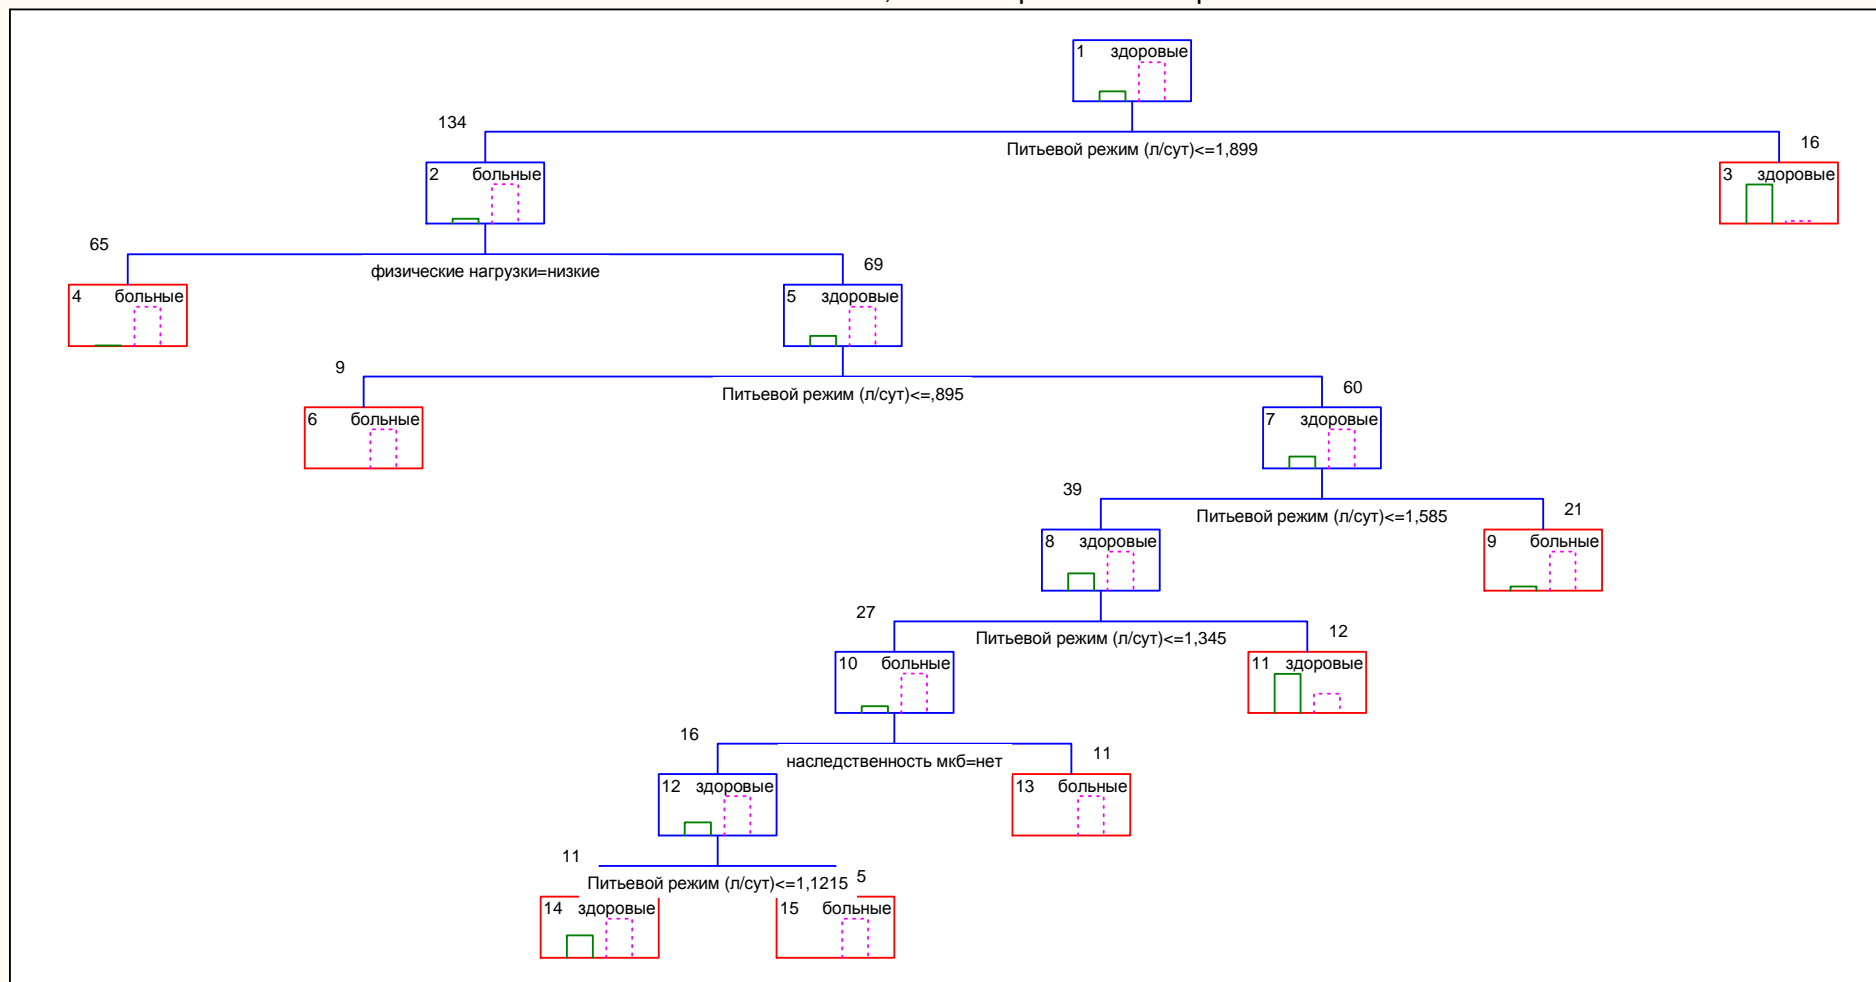 1 здоровые
134
Питьевой режим (л/сут)<=1,899
16
2 больные
3 здоровые
65
физические нагрузки=низкие
69
4 больные
5 здоровые
9
Питьевой режим (л/сут)<=,895
60
6 больные
7 здоровые
39
Питьевой режим (л/сут)<=1,585
21
8 здоровые
9 больные
27
Питьевой режим (л/сут)<=1,345
12
10 больные
11 здоровые
16
наследственность мкб=нет
11
12 здоровые
13 больные
11
Питьевой режим (л/сут)<=1,1215
5
14 здоровые
15 больные